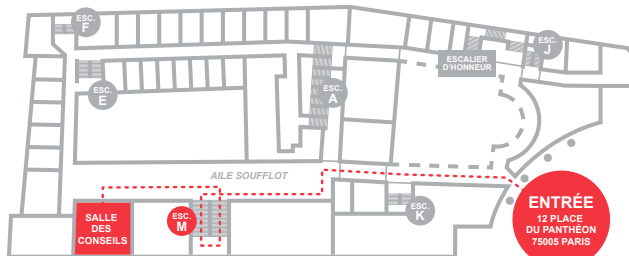 ESC.
F
ESC.
J
ESCALIER
D'HONNEUR
ESC.
E
ESC.
A
AILE SOUFFLOT
ESC.
K
SALLE
DES
CONSEILS
ESC.
M
ENTRÉE
12 PLACE
DU PANTHÉON
75005 PARIS